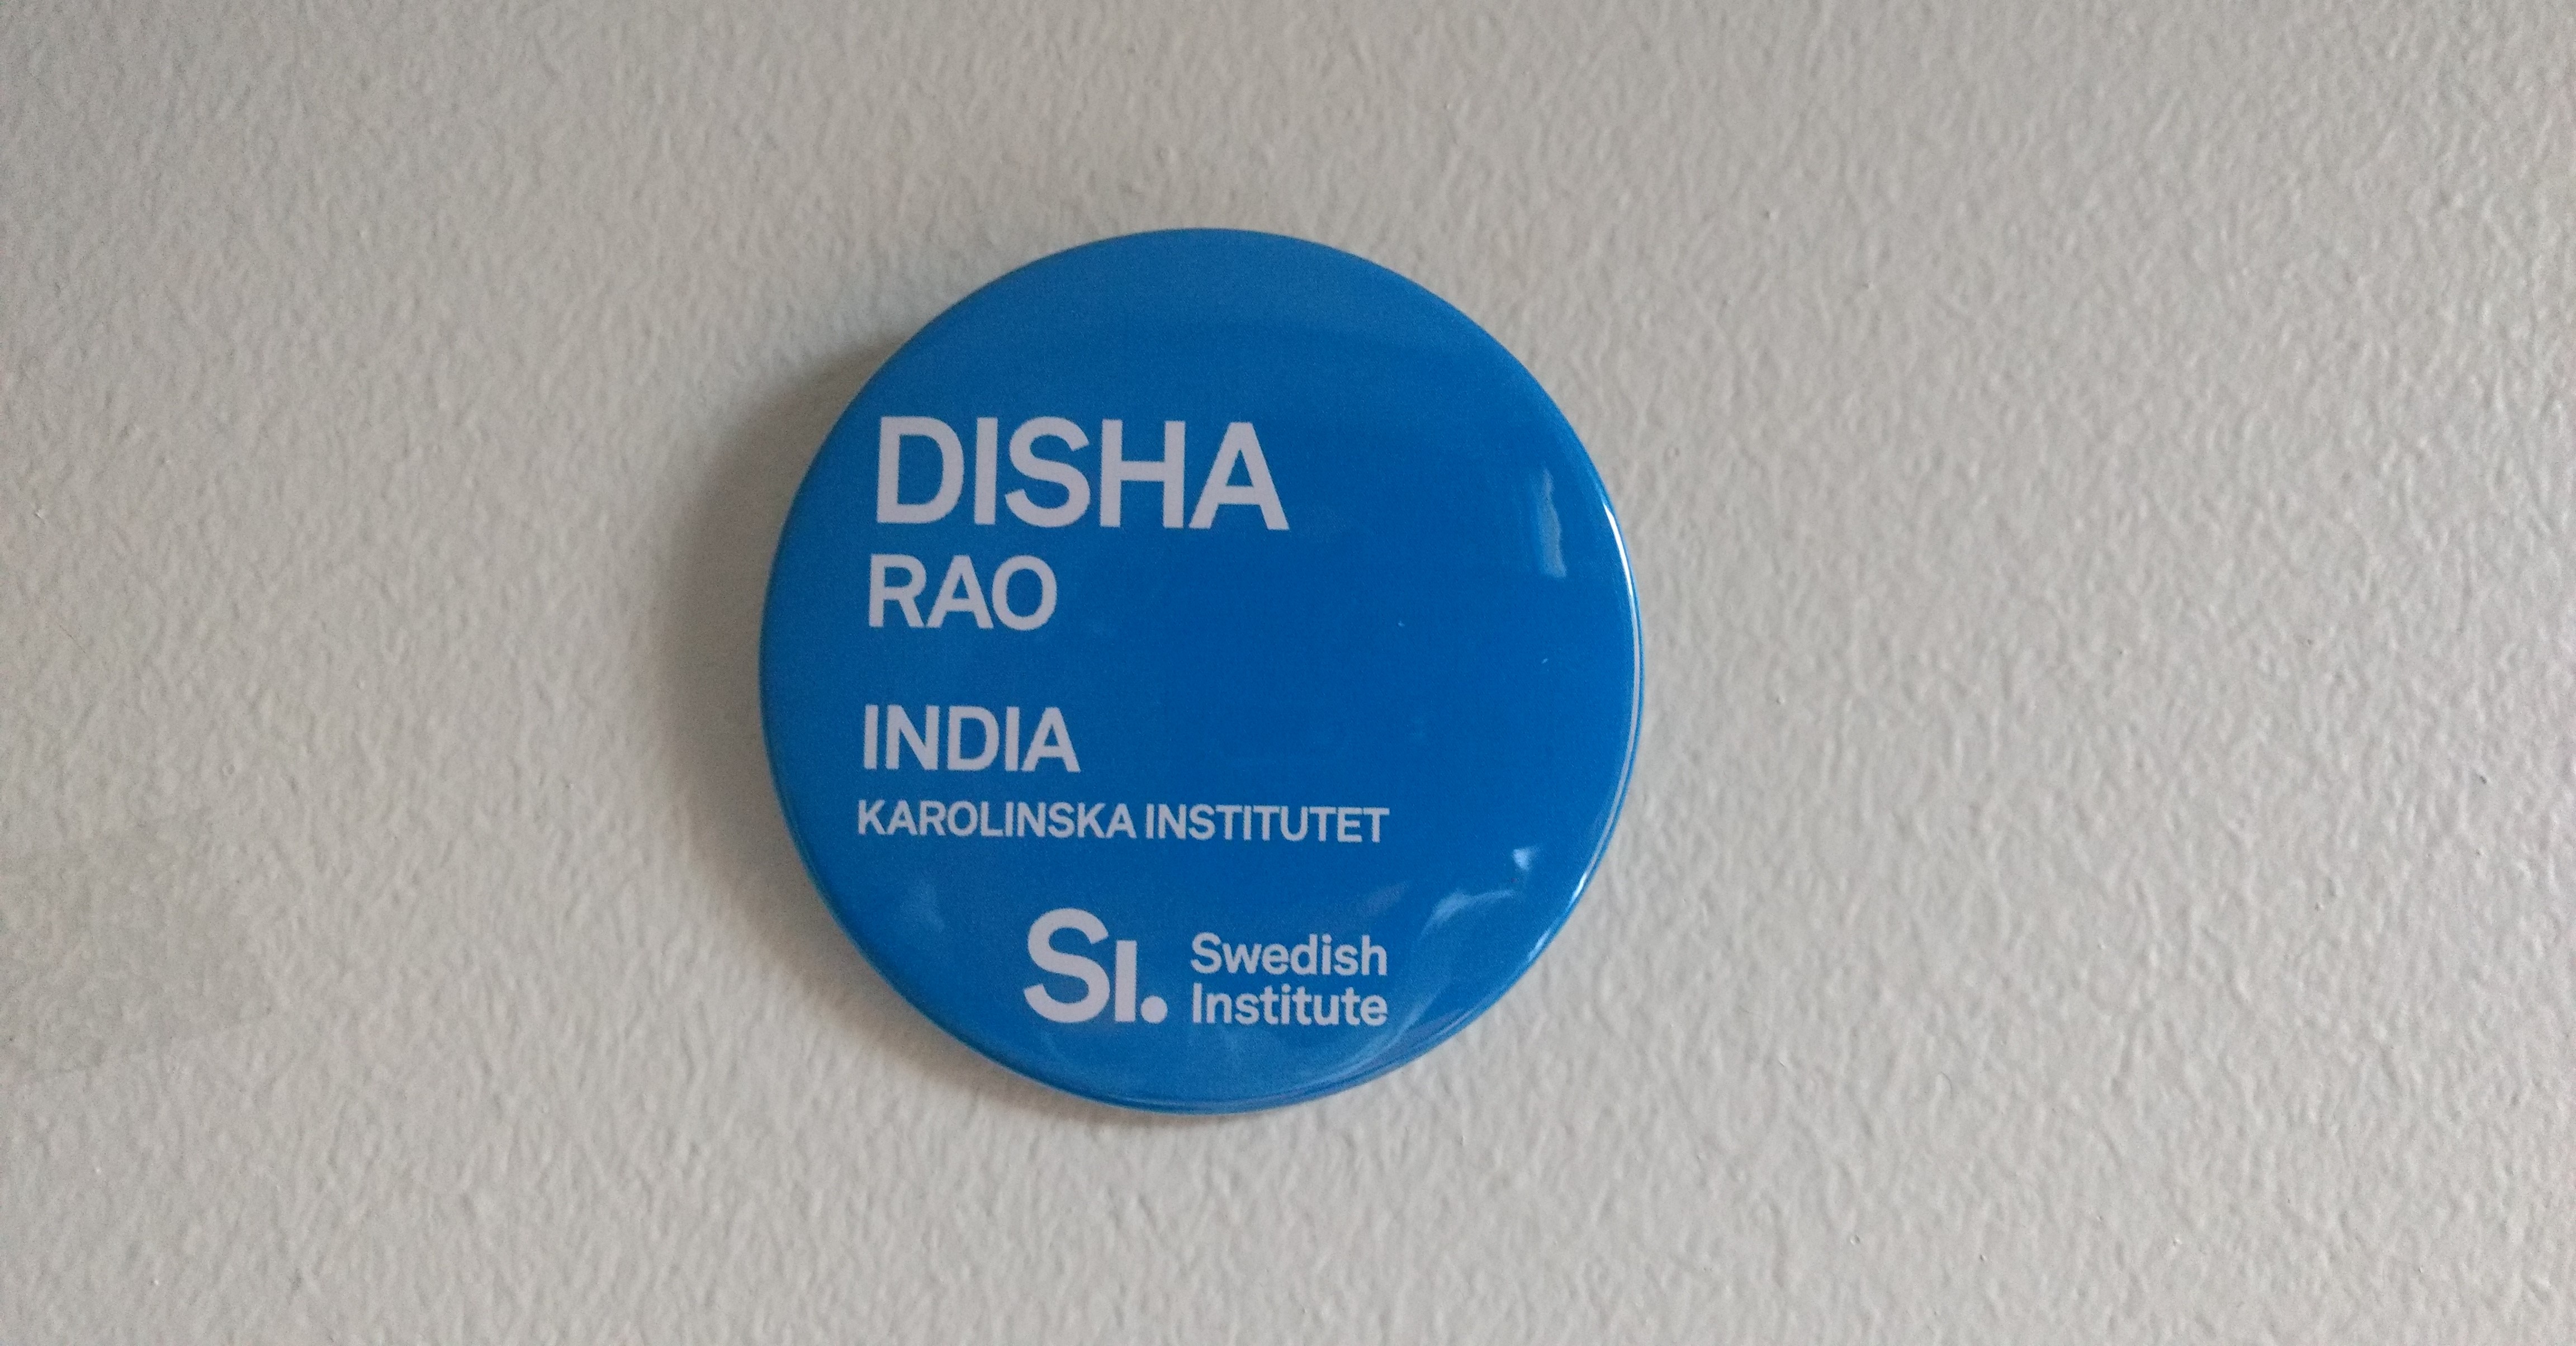 DISHA
RAO
INDIA
KAROLINSKA INSTITUTET
SI. Swedish
Institute